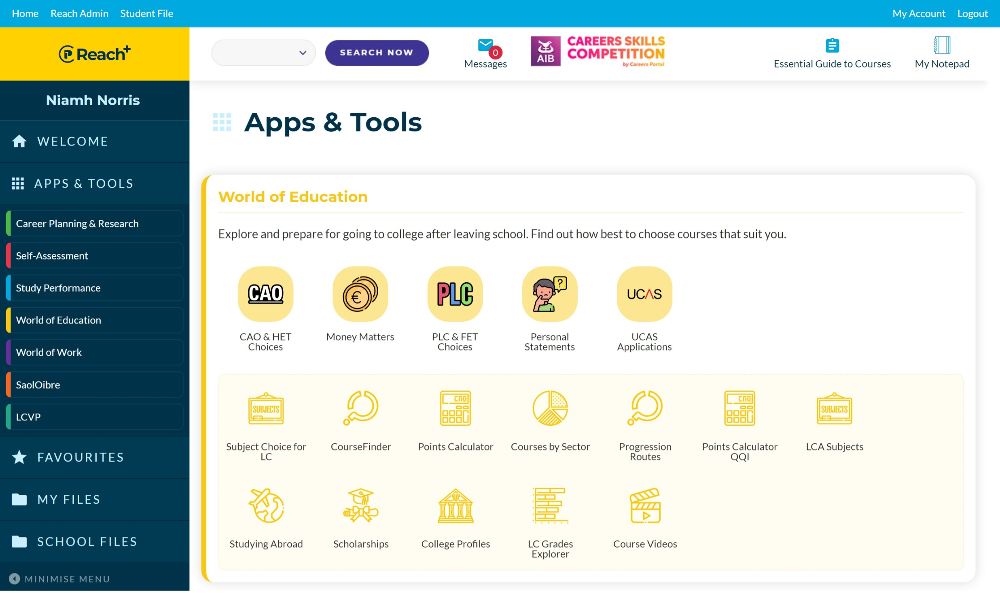 Home Reach Admin Student File My Account Logout
Reach+
SEARCH NOW
0
Messages
AIB
CAREERS SKILLS
COMPETITION
by Careers Portal
Essential Guide to Courses
My Notepad
Niamh Norris
WELCOME
APPS & TOOLS
Career Planning & Research
Self-Assessment
Study Performance
World of Education
World of Work
SaolOibre
LCVP
FAVOURITES
MY FILES
SCHOOL FILES
MINIMISE MENU
Apps & Tools
World of Education
Explore and prepare for going to college after leaving school. Find out how best to choose courses that suit you.
CAO
€
PLC
?
UCAS
CAO & HET
Choices
Money Matters
PLC & FET
Choices
Personal
Statements
UCAS
Applications
SUBJECTS
CAO
CAO
SUBJECTS
Subject Choice for
LC
CourseFinder
Points Calculator
Courses by Sector
Progression
Routes
Points Calculator
QQI
LCA Subjects
Studying Abroad
Scholarships
College Profiles
LC Grades
Explorer
Course Videos